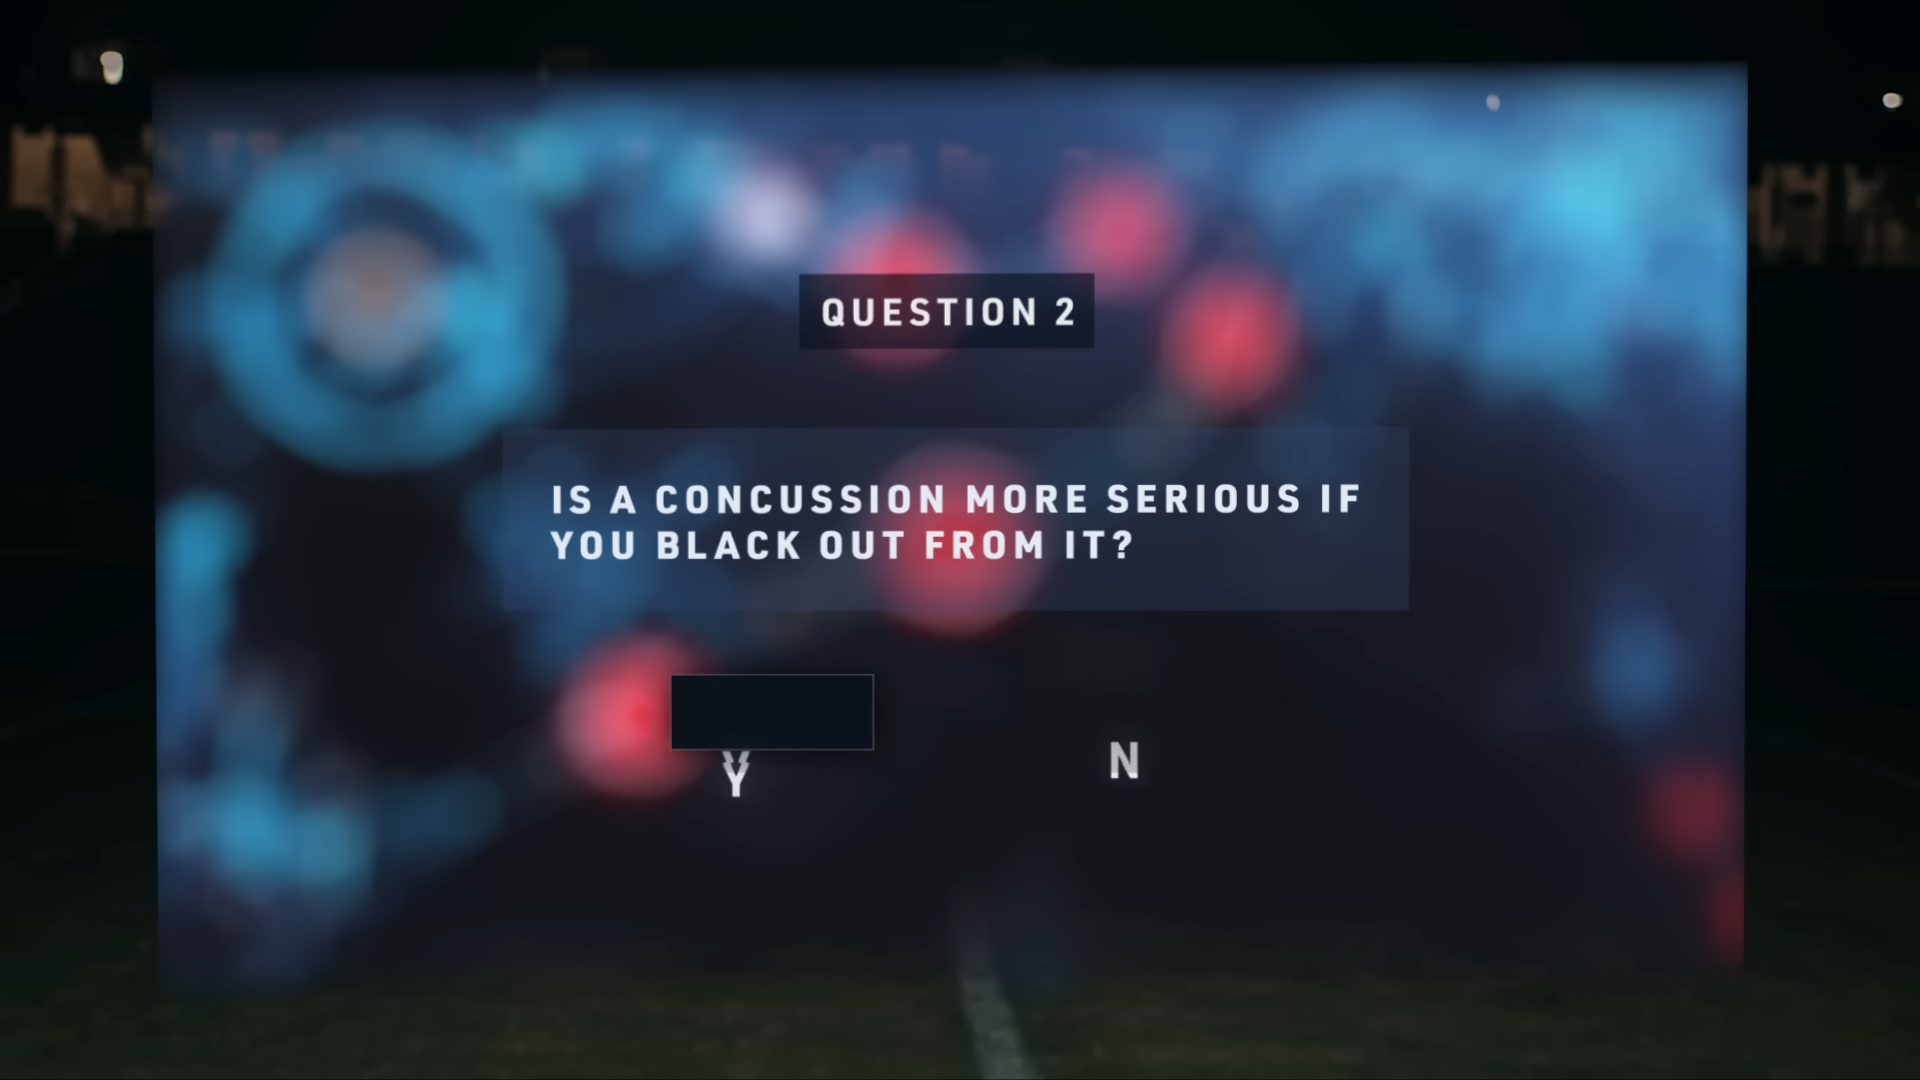 QUESTION 2
IS A CONCUSSION MORE SERIOUS IF
YOU BLACK OUT FROM IT?
Y
N